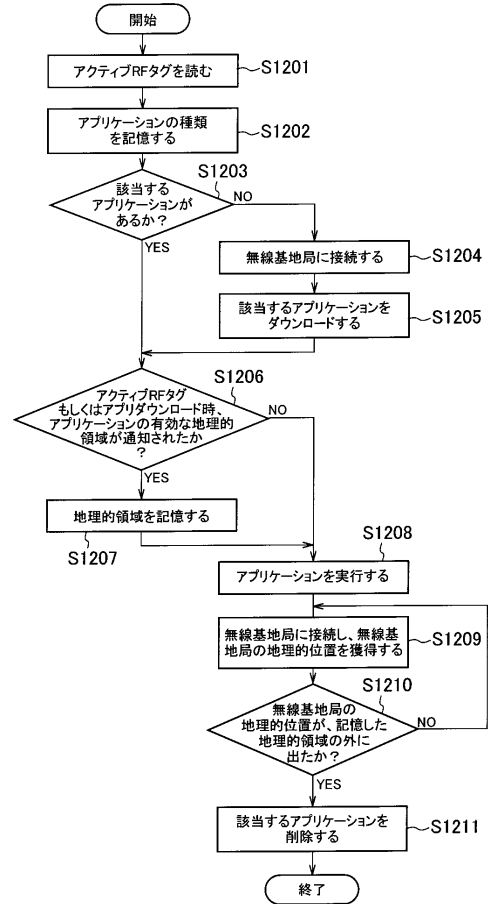 開始
アクティブRFタグを読む
S1201
アプリケーションの種類
を記憶する
S1202
S1203
該当する
アプリケーションが
あるか?
NO
YES
無線基地局に接続する
S1204
該当するアプリケーションを
ダウンロードする
S1205
S1206
アクティブRFタグ
もしくはアプリダウンロード時、
アプリケーションの有効な地理的
領域が通知されたか
?
NO
YES
地理的領域を記憶する
S1207
S1208
アプリケーションを実行する
無線基地局に接続し、無線基
地局の地理的位置を獲得する
S1209
S1210
無線基地局の
地理的位置が、記憶した
地理的領域の外に
出たか?
NO
YES
該当するアプリケーションを
削除する
S1211
終了